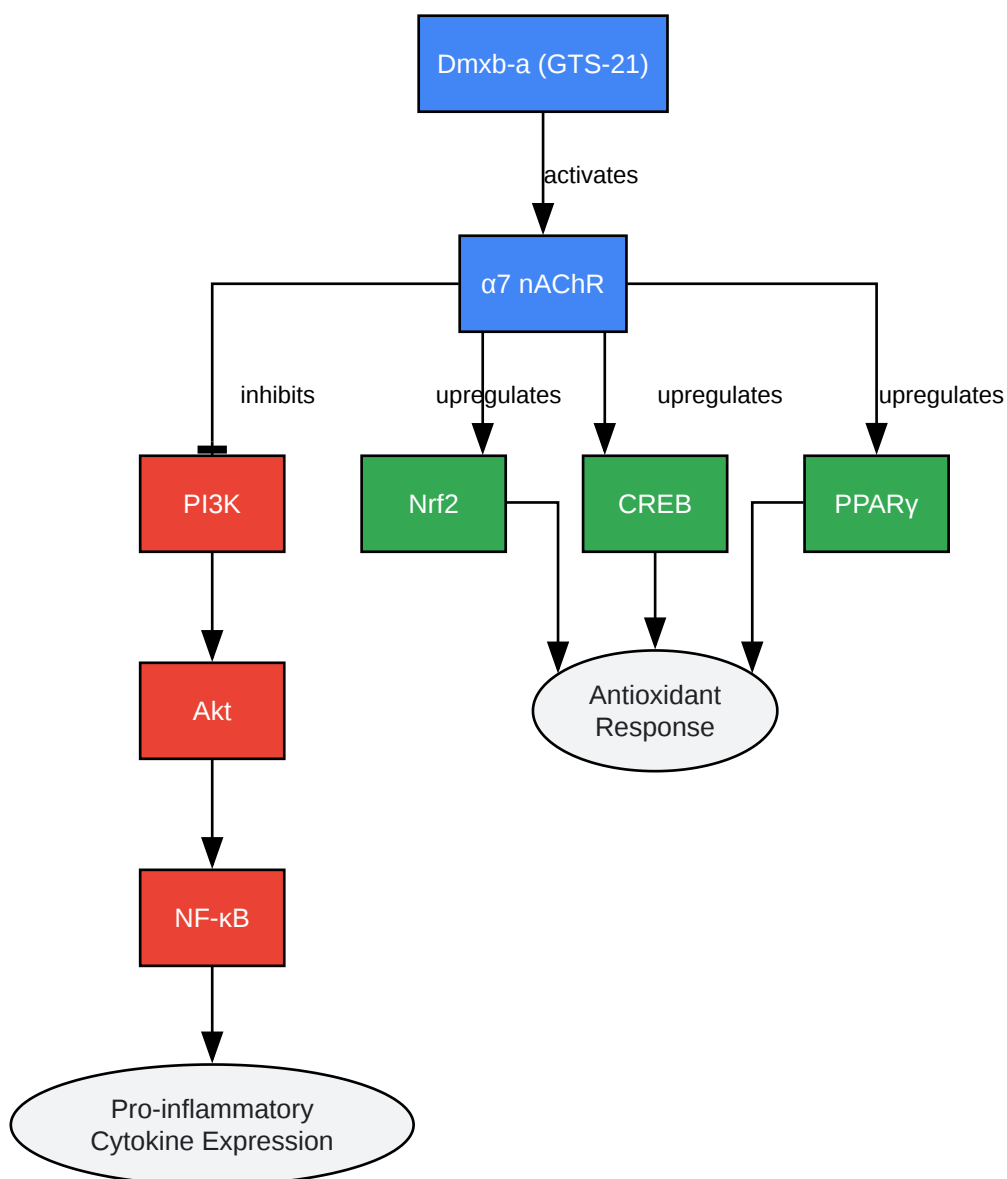 Dmxb-a (GTS-21)
activates
α7 nAChR
inhibits
upregulates
upregulates
upregulates
PI3K
Nrf2
CREB
PPARγ
Akt
Antioxidant
Response
NF-κB
Pro-inflammatory
Cytokine Expression